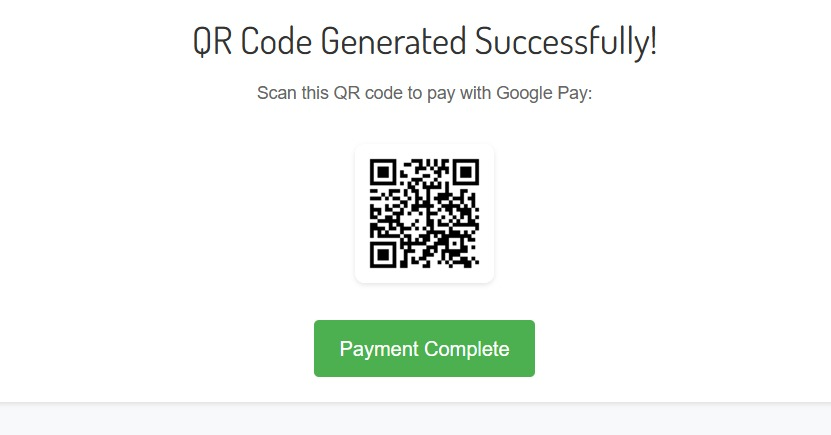 QR Code Generated Successfully!
Scan this QR code to pay with Google Pay:
Payment Complete